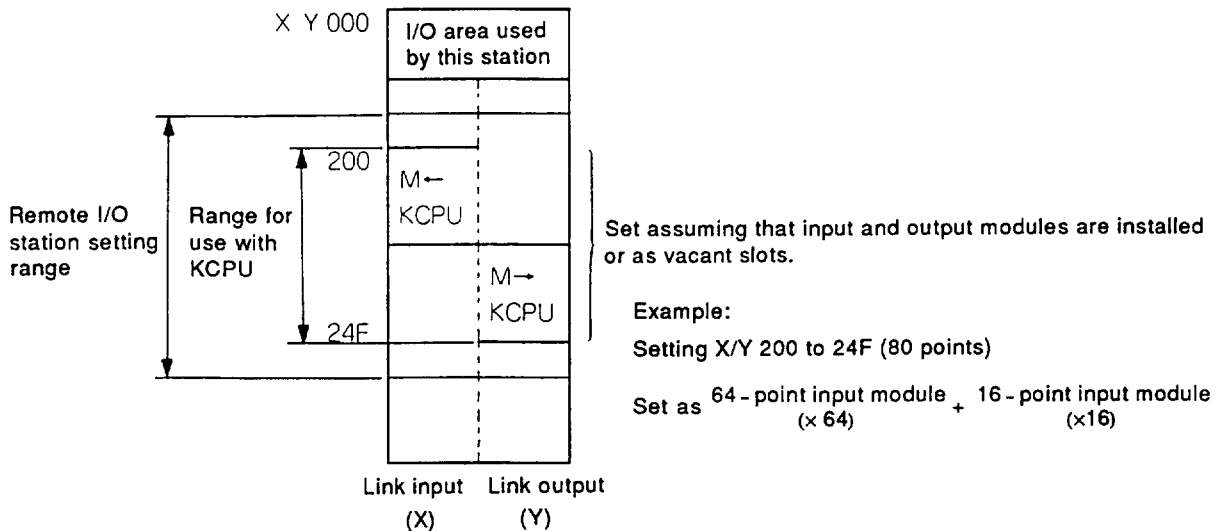 X Y 000
I/O area used
by this station
200
M←
KCPU
Remote I/O
station setting
range
Range for
use with
KCPU
M→
KCPU
24F
Set assuming that input and output modules are installed
or as vacant slots.
Example:
Setting X/Y 200 to 24F (80 points)
Set as 64-point input module (× 64) + 16-point input module (×16)
Link input
(X)
Link output
(Y)